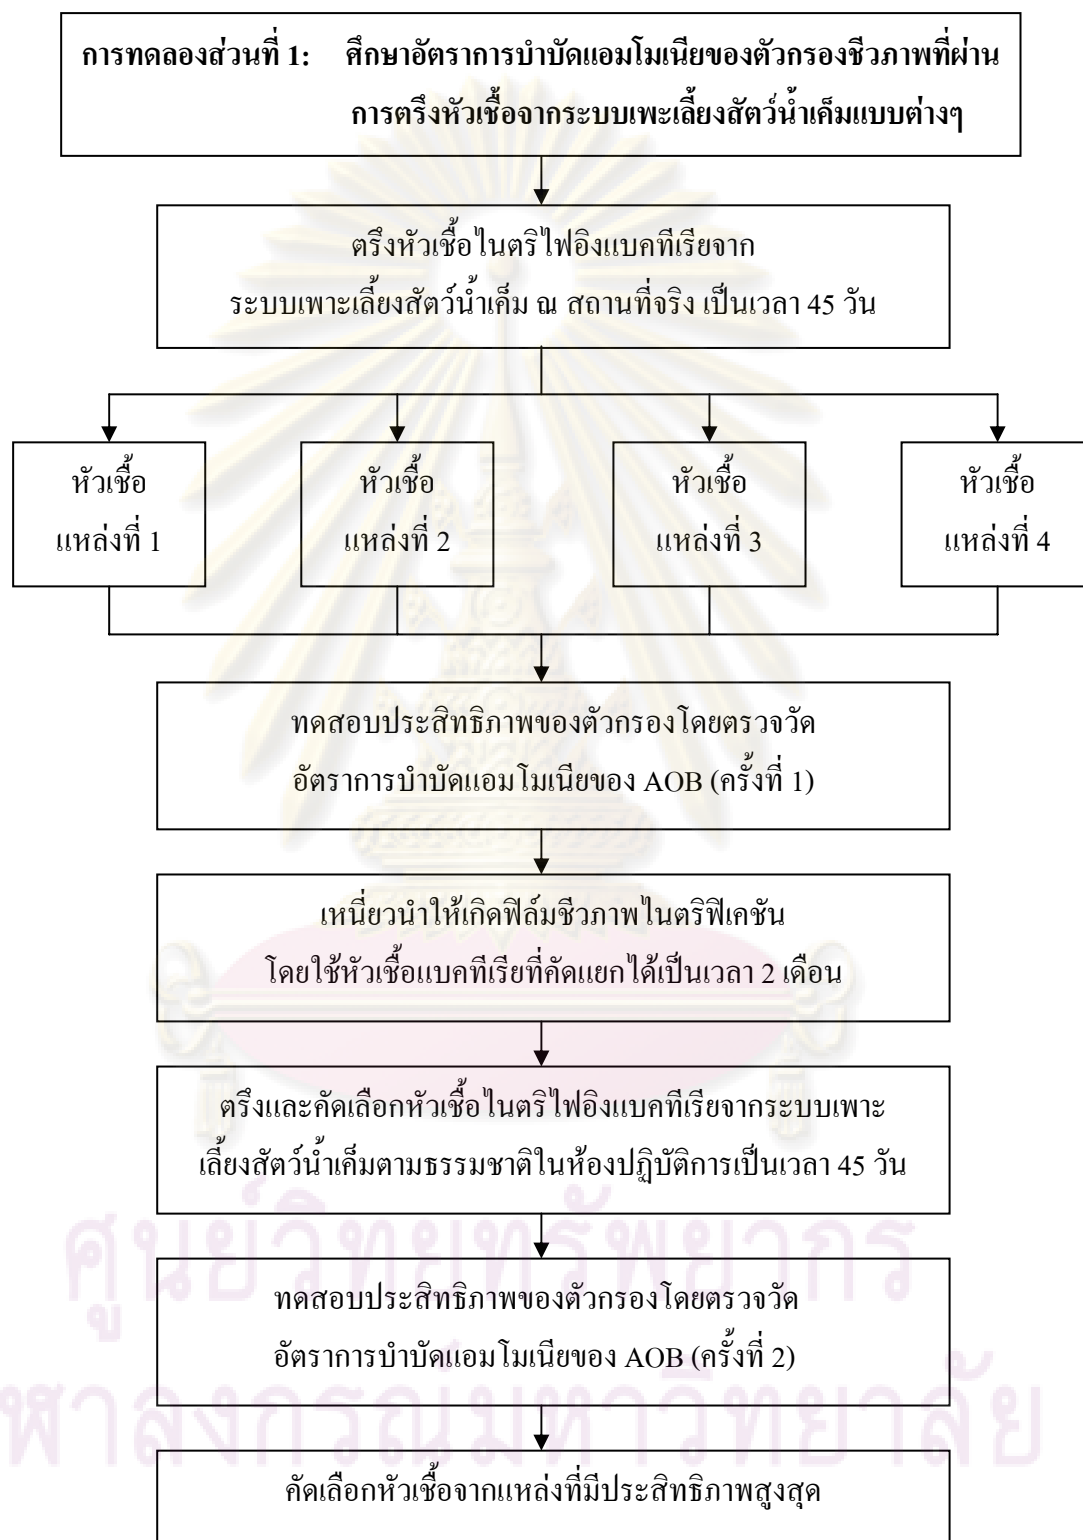 การทดลองส่วนที่ 1: ศึกษาอัตราการบำบัดแอมโมเนียของตัวกรองชีวภาพที่ผ่าน
การตรึงหัวเชื้อจากระบบเพะเลี้ยงสัตว์น้ำเค็มแบบต่างๆ
ตรึงหัวเชื้อไนตริไฟอิงแบคทีเรียจาก
ระบบเพาะเลี้ยงสัตว์น้ำเค็ม ณ สถานที่จริง เป็นเวลา 45 วัน
หัวเชื้อ
แหล่งที่ 1
หัวเชื้อ
แหล่งที่ 2
หัวเชื้อ
แหล่งที่ 3
หัวเชื้อ
แหล่งที่ 4
ทดสอบประสิทธิภาพของตัวกรองโดยตรวจวัด
อัตราการบำบัดแอมโมเนียของ AOB (ครั้งที่ 1)
เหนี่ยวนำให้เกิดฟิล์มชีวภาพไนตริฟิเคชัน
โดยใช้หัวเชื้อแบคทีเรียที่คัดแยกได้เป็นเวลา 2 เดือน
ตรึงและคัดเลือกหัวเชื้อไนตริไฟอิงแบคทีเรียจากระบบเพาะ
เลี้ยงสัตว์น้ำเค็มตามธรรมชาติในห้องปฏิบัติการเป็นเวลา 45 วัน
ศูนย์วิทยทรัพยากร
ทดสอบประสิทธิภาพของตัวกรองโดยตรวจวัด
อัตราการบำบัดแอมโมเนียของ AOB (ครั้งที่ 2)
ฬาลงกรณ์มหาวิทยาลัย
คัดเลือกหัวเชื้อจากแหล่งที่มีประสิทธิภาพสูงสุด